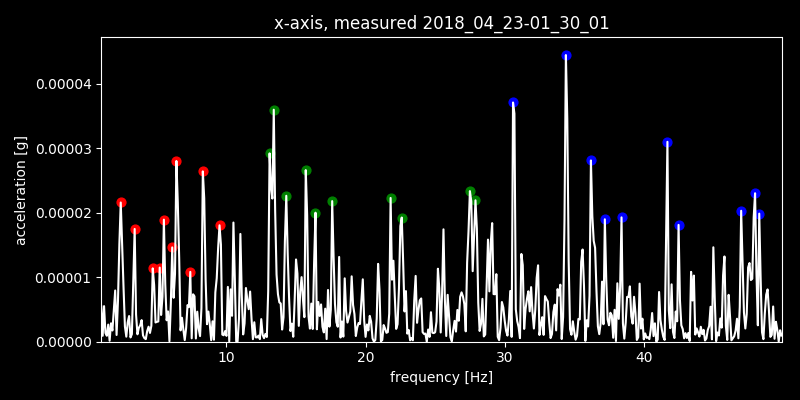 x-axis, measured 2018_04_23-01_30_01
acceleration [g]
0.00004
0.00003
0.00002
0.00001
0.00000
10 20 30 40
frequency [Hz]